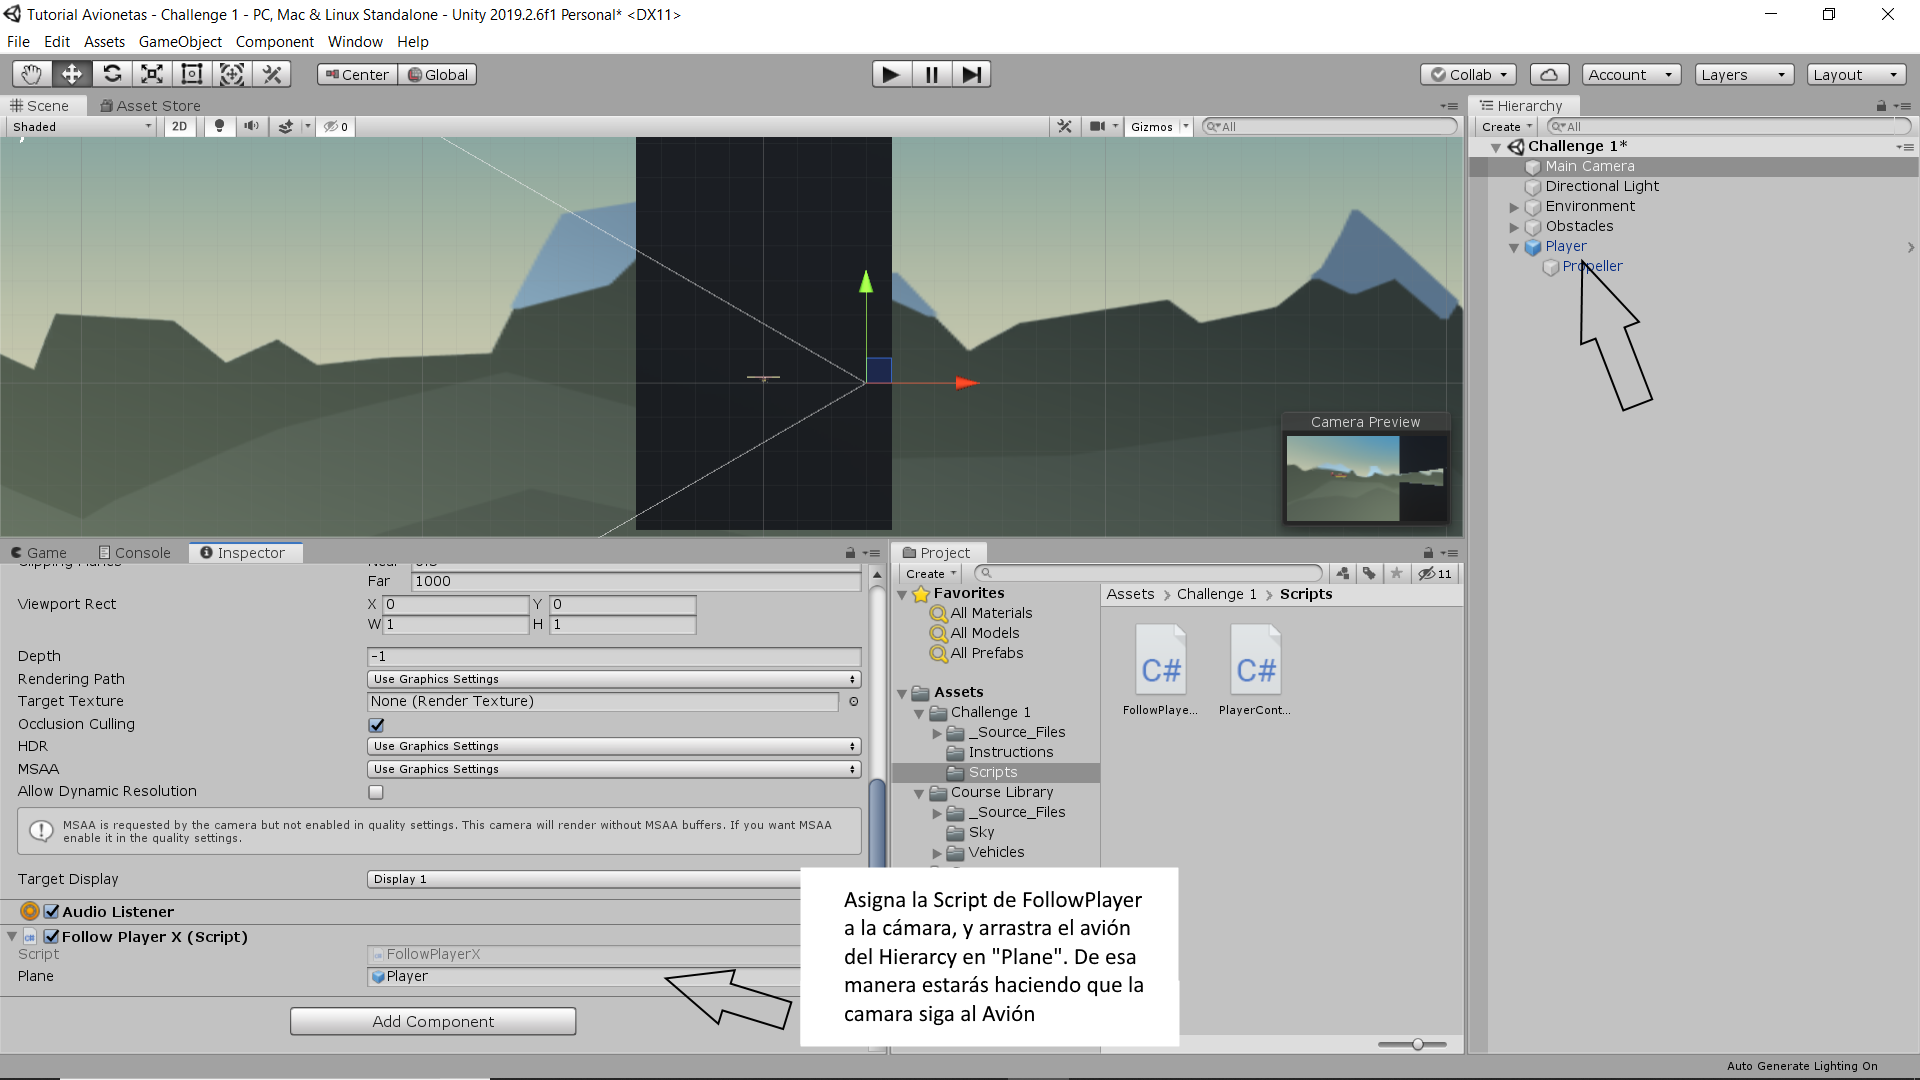 Tutorial Avionetas - Challenge 1 - PC, Mac & Linux Standalone - Unity 2019.2.6f1 Personal* <DX11>
File Edit Assets GameObject Component Window Help
Center Global
Collab Account Layers Layout
Scene Asset Store
Shaded 2D 0 Gizmos All
Hierarchy
Create All
Challenge 1*
Main Camera
Directional Light
Environment
Obstacles
Player
Propeller
Camera Preview
Game Console Inspector
Far 1000
Viewport Rect X 0 Y 0
W 1 H 1
Depth -1
Rendering Path Use Graphics Settings
Target Texture None (Render Texture)
Occlusion Culling
HDR Use Graphics Settings
MSAA Use Graphics Settings
Allow Dynamic Resolution
MSAA is requested by the camera but not enabled in quality settings. This camera will render without MSAA buffers. If you want MSAA
enable it in the quality settings.
Target Display Display 1
Audio Listener
Follow Player X (Script)
Script FollowPlayerX
Plane Player
Add Component
Project
Create 11
Favorites
All Materials
All Models
All Prefabs
Assets
Challenge 1
_Source_Files
Instructions
Scripts
Course Library
_Source_Files
Sky
Vehicles
Assets > Challenge 1 > Scripts
C# C#
FollowPlaye... PlayerCont...
Asigna la Script de FollowPlayer
a la cámara, y arrastra el avión
del Hierarcy en "Plane". De esa
manera estarás haciendo que la
camara siga al Avión
Auto Generate Lighting On